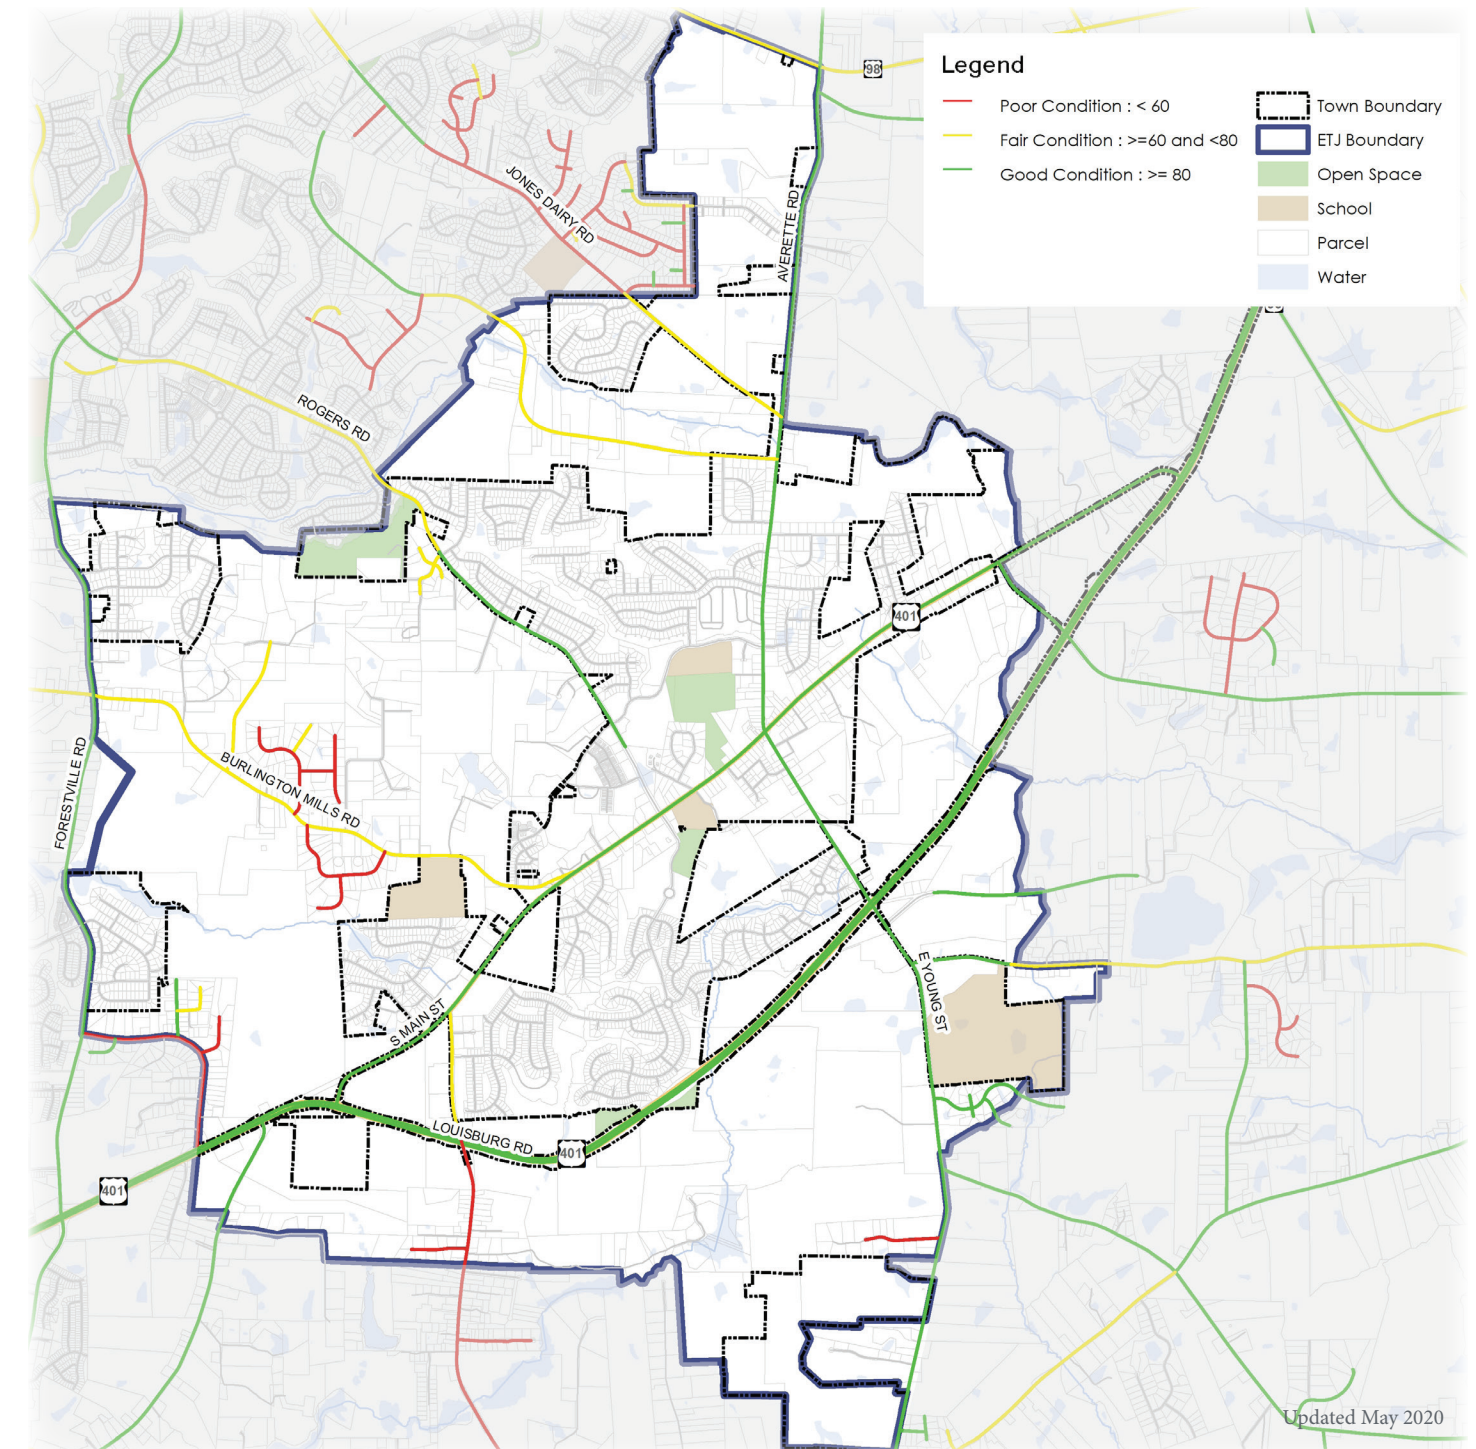 98
Legend
Poor Condition : < 60
Fair Condition : >=60 and <80
Good Condition : >= 80
Town Boundary
ETJ Boundary
Open Space
School
Parcel
Water
JONES DAIRY RD
AVERETTE RD
ROGERS RD
401
FORESTVILLE RD
BURLINGTON MILLS RD
E YOUNG ST
S MAIN ST
LOUISBURG RD
401
401
Updated May 2020